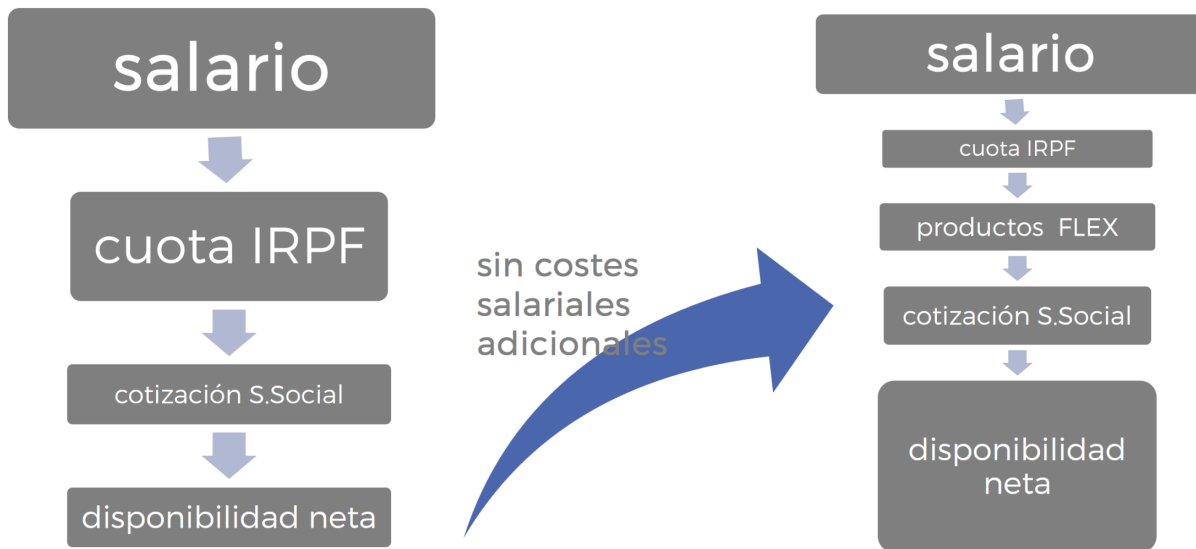 salario
cuota IRPF
cotización S.Social
disponibilidad neta
sin costes
salariales
adicionales
salario
cuota IRPF
productos FLEX
cotización S.Social
disponibilidad
neta